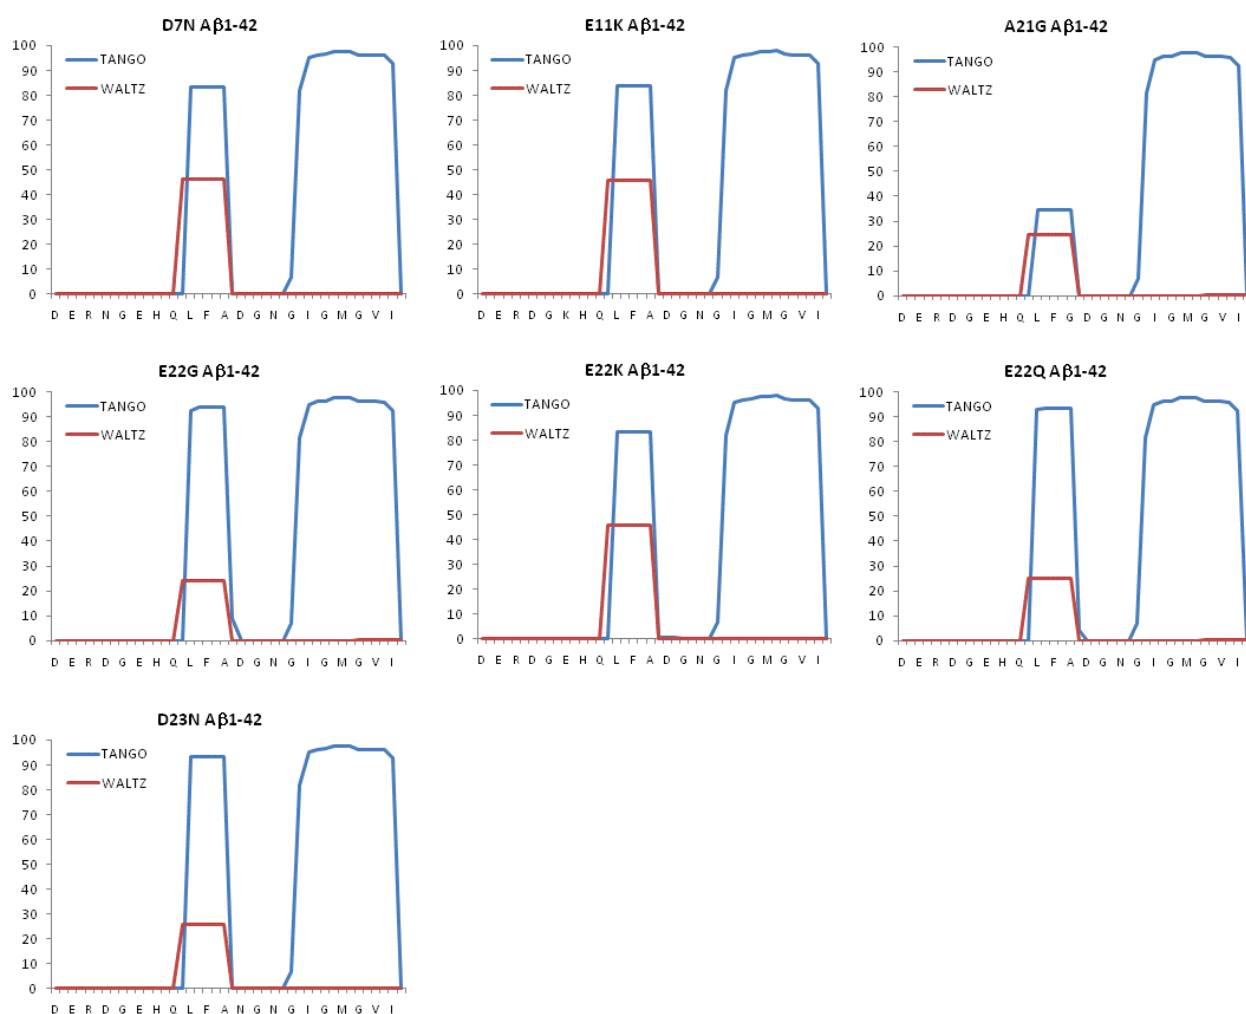 D7N Aβ1-42
100
90
80
70
60
50
40
30
20
10
0
TANGO
WALTZ
D E R N G E H Q L F A D G N G I G M G V I
E11K Aβ1-42
100
90
80
70
60
50
40
30
20
10
0
TANGO
WALTZ
D E R D G K H Q L F A D G N G I G M G V I
A21G Aβ1-42
100
90
80
70
60
50
40
30
20
10
0
TANGO
WALTZ
D E R D G E H Q L F G D G N G I G M G V I
E22G Aβ1-42
100
90
80
70
60
50
40
30
20
10
0
TANGO
WALTZ
D E R D G E H Q L F A D G N G I G M G V I
E22K Aβ1-42
100
90
80
70
60
50
40
30
20
10
0
TANGO
WALTZ
D E R D G E H Q L F A D G N G I G M G V I
E22Q Aβ1-42
100
90
80
70
60
50
40
30
20
10
0
TANGO
WALTZ
D E R D G E H Q L F A D G N G I G M G V I
D23N Aβ1-42
100
90
80
70
60
50
40
30
20
10
0
TANGO
WALTZ
D E R D G E H Q L F A N G N G I G M G V I